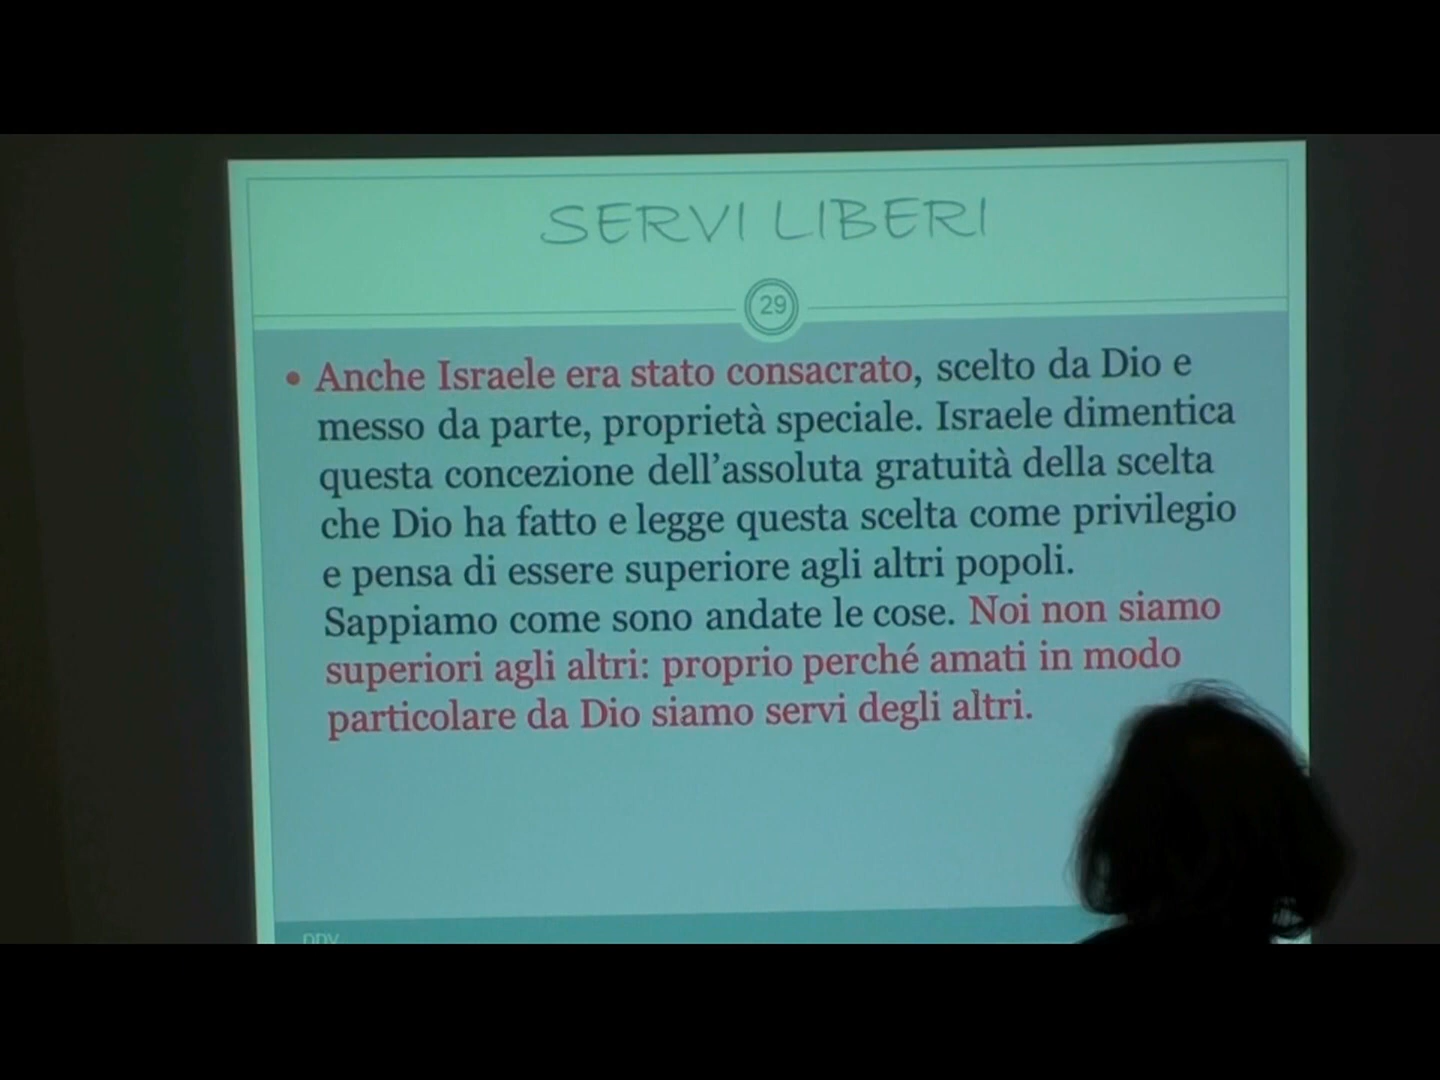 SERVI LIBERI
29
• Anche Israele era stato consacrato, scelto da Dio e
messo da parte, proprietà speciale. Israele dimentica
questa concezione dell’assoluta gratuità della scelta
che Dio ha fatto e legge questa scelta come privilegio
e pensa di essere superiore agli altri popoli.
Sappiamo come sono andate le cose. Noi non siamo
superiori agli altri: proprio perché amati in modo
particolare da Dio siamo servi degli altri.